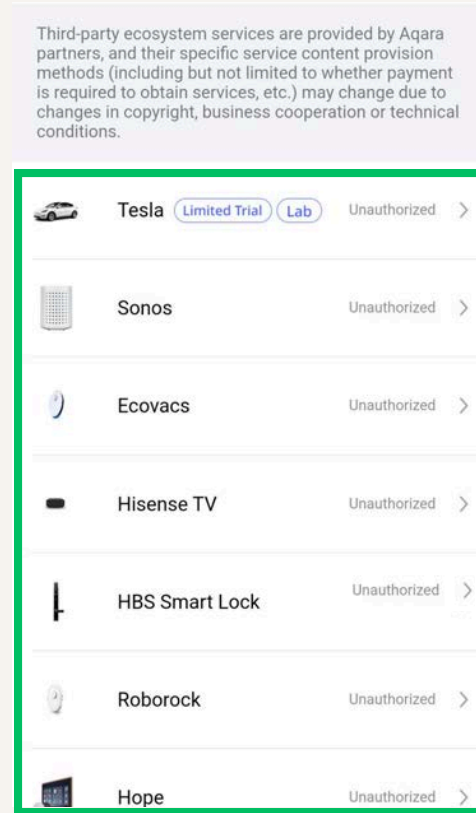 Third-party ecosystem services are provided by Aqara
partners, and their specific service content provision
methods (including but not limited to whether payment
is required to obtain services, etc.) may change due to
changes in copyright, business cooperation or technical
conditions.
Tesla Limited Trial Lab Unauthorized >
Sonos Unauthorized >
Ecovacs Unauthorized >
Hisense TV Unauthorized >
HBS Smart Lock Unauthorized >
Roborock Unauthorized >
Hope Unauthorized >